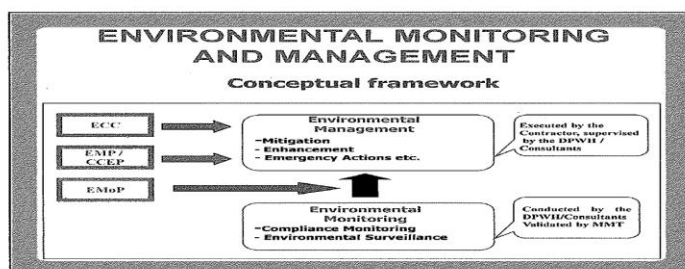 ENVIRONMENTAL MONITORING
AND MANAGEMENT
Conceptual framework
ECC
EMP /
CCEP
EMoP
Environmental
Management
-Mitigation
- Enhancement
- Emergency Actions etc.
Executed by the
Contractor, supervised
by the DPWH /
Consultants
Environmental
Monitoring
-Compliance Monitoring
- Environmental Surveillance
Conducted by the
DPWH/Consultants
Validated by MMT